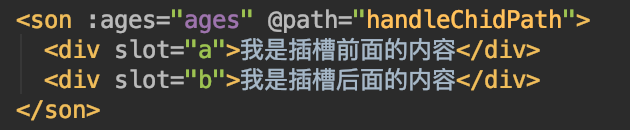 <son :ages="ages" @path="handleChidPath">
<div slot="a">我是插槽前面的内容</div>
<div slot="b">我是插槽后面的内容</div>
</son>